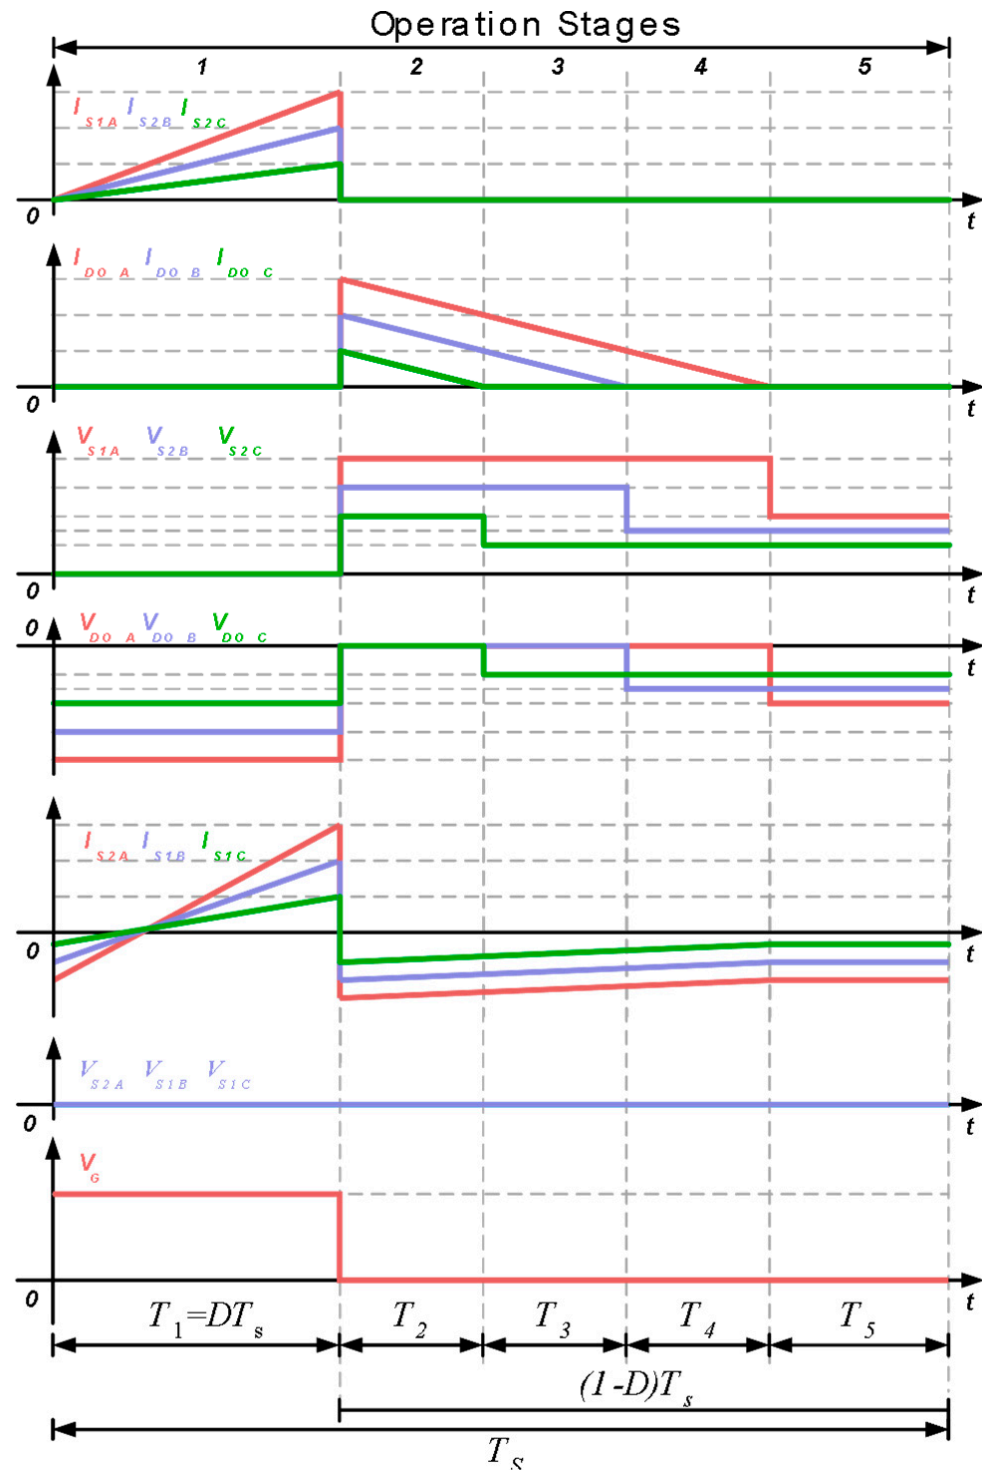 Operation Stages
1 2 3 4 5
I S1A I S2B I S2C
0 t
I DO A I DO B I DO C
0 t
V S1A V S2B V S2C
0 t
0 V DO A V DO B V DO C
t
I S2A I S1B I S1C
0 t
V S2A V S1B V S1C
0 t
V G
0 t
T1=DTs T2 T3 T4 T5
(1-D)Ts
TS